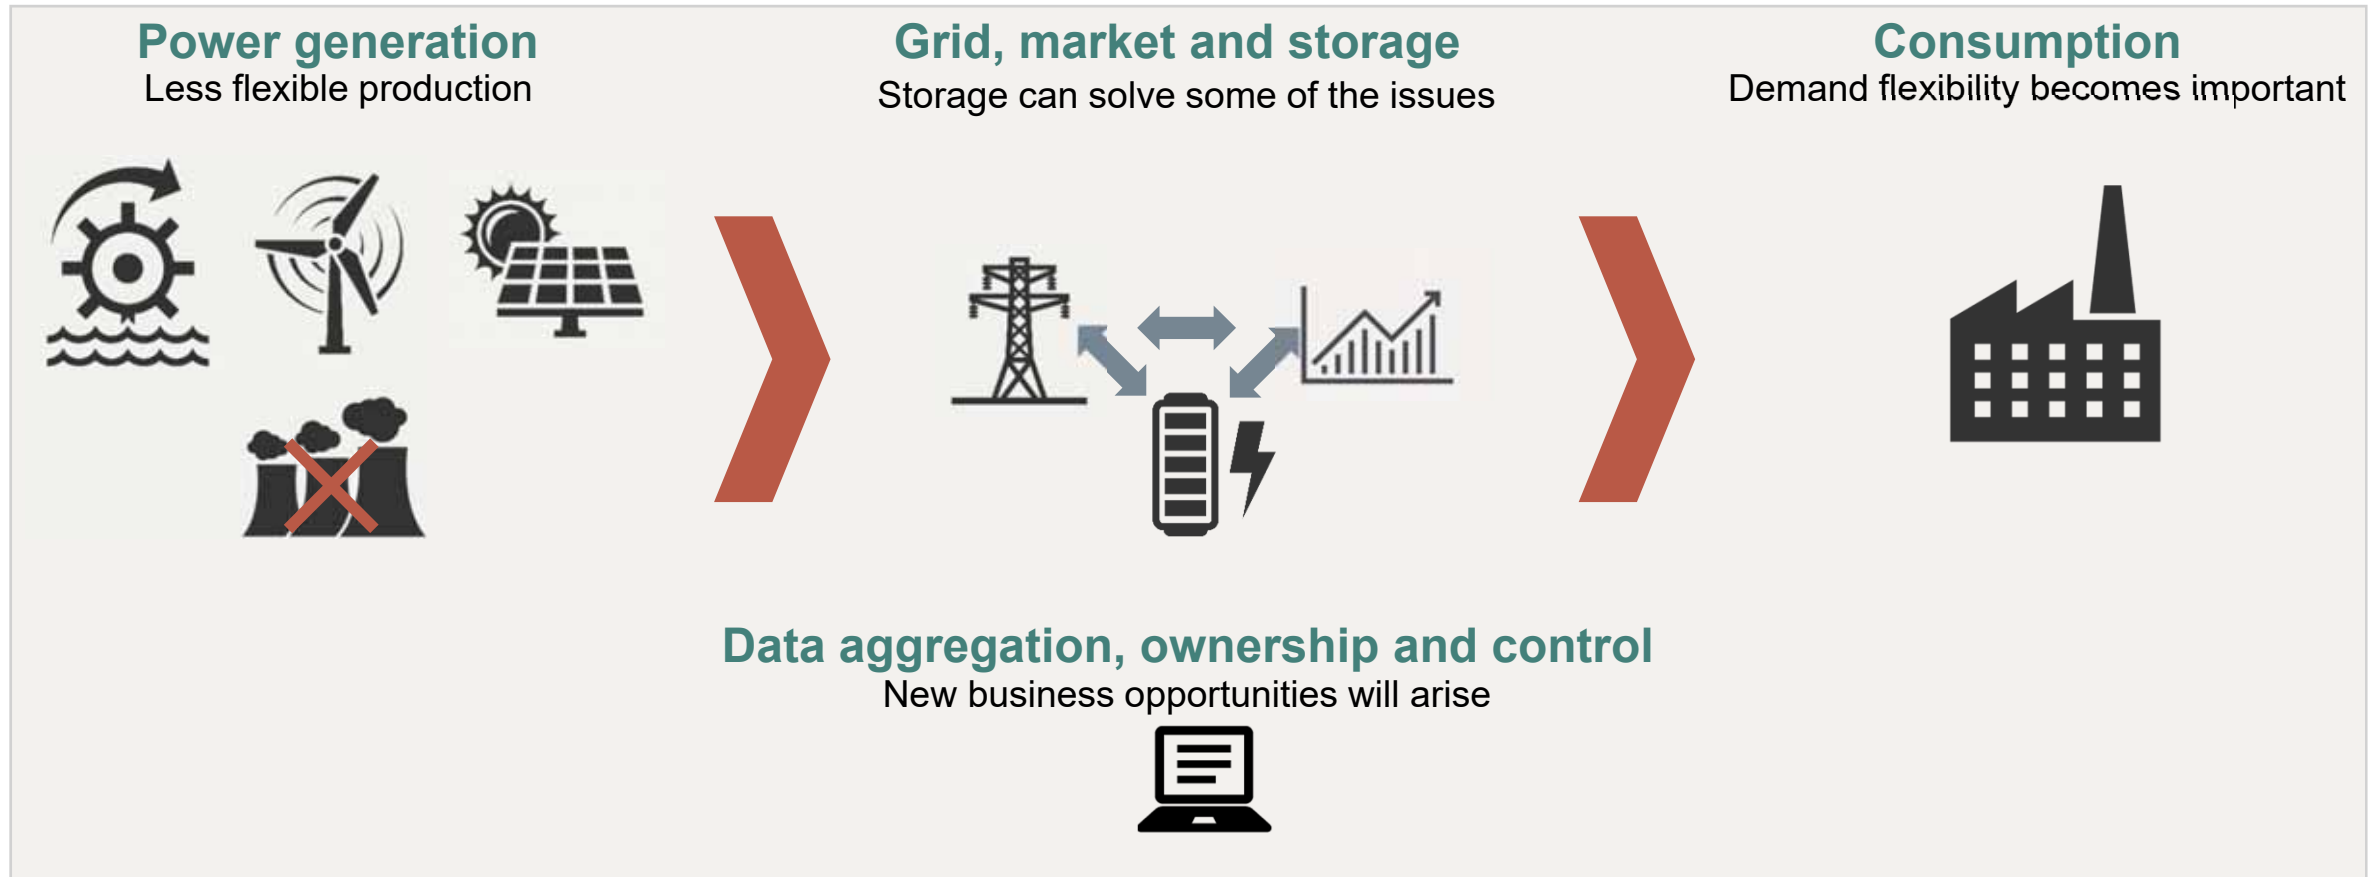 Power generation
Less flexible production
Grid, market and storage
Storage can solve some of the issues
Consumption
Demand flexibility becomes important
Data aggregation, ownership and control
New business opportunities will arise